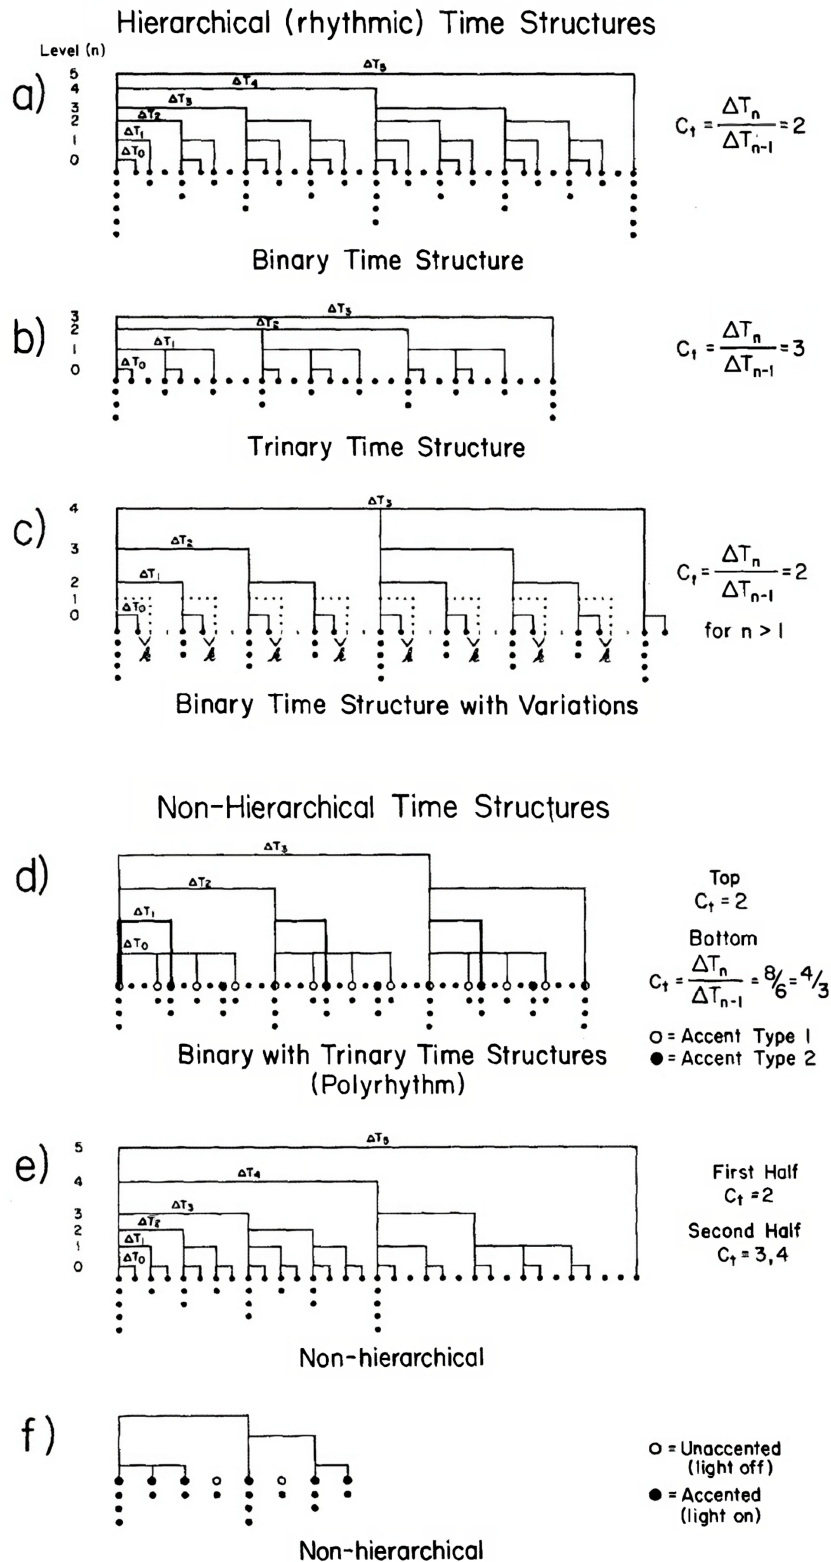 Hierarchical (rhythmic) Time Structures
Level (n)
a)
5
4
3
2
1
0
ΔT₅
ΔT₄
ΔT₃
ΔT₂
ΔT₁
ΔT₀
Cₜ = ΔTₙ / ΔTₙ₋₁ = 2
Binary Time Structure
b)
3
2
1
0
ΔT₃
ΔT₂
ΔT₁
ΔT₀
Cₜ = ΔTₙ / ΔTₙ₋₁ = 3
Trinary Time Structure
c)
4
3
2
1
0
ΔT₃
ΔT₂
ΔT₁
ΔT₀
Cₜ = ΔTₙ / ΔTₙ₋₁ = 2
for n > 1
Binary Time Structure with Variations
Non-Hierarchical Time Structures
d)
ΔT₃
ΔT₂
ΔT₁
ΔT₀
Top
Cₜ = 2
Bottom
Cₜ = ΔTₙ / ΔTₙ₋₁ = 8/6 = 4/3
○ = Accent Type 1
● = Accent Type 2
Binary with Trinary Time Structures
(Polyrhythm)
e)
5
4
3
2
1
0
ΔT₅
ΔT₄
ΔT₃
ΔT₂
ΔT₁
ΔT₀
First Half
Cₜ = 2
Second Half
Cₜ = 3, 4
Non-hierarchical
f)
○ = Unaccented
(light off)
● = Accented
(light on)
Non-hierarchical